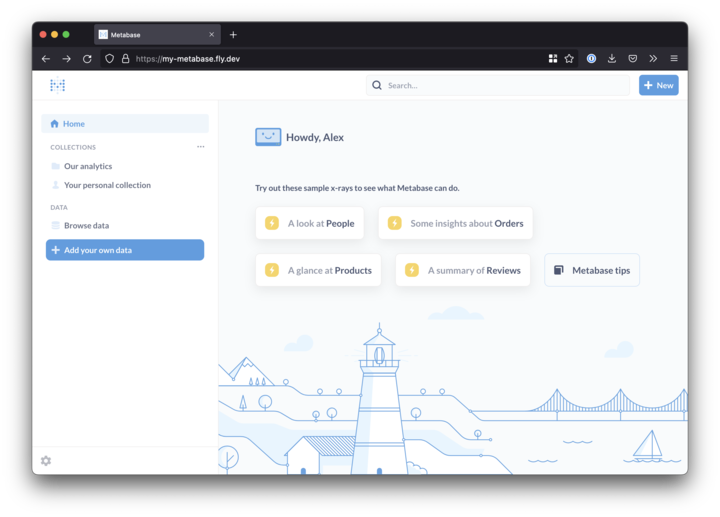 Metabase
https://my-metabase.fly.dev
Search...
+ New
Home
COLLECTIONS
Our analytics
Your personal collection
DATA
Browse data
+ Add your own data
Howdy, Alex
Try out these sample x-rays to see what Metabase can do.
A look at People
Some insights about Orders
A glance at Products
A summary of Reviews
Metabase tips